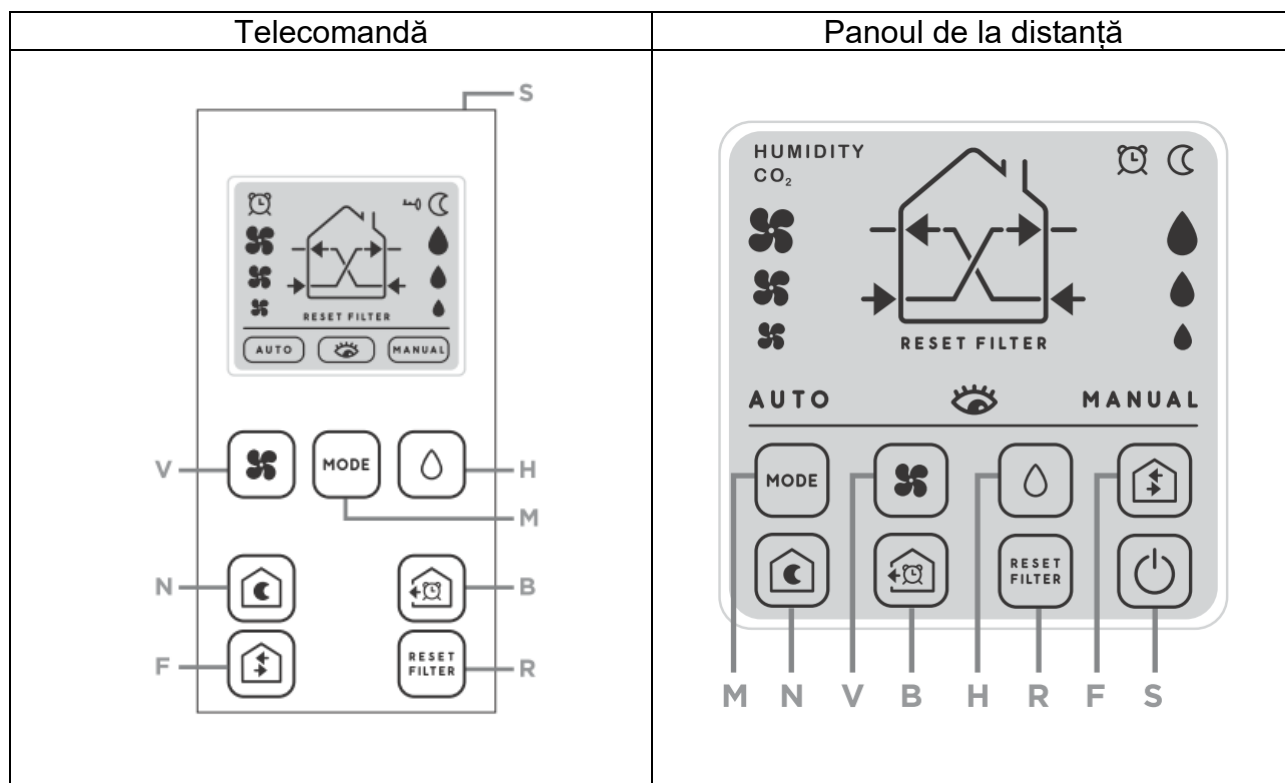 Telecomandă
Panoul de la distanță
S
RESET FILTER
AUTO
MANUAL
V
MODE
H
M
N
B
F
RESET
FILTER
R
HUMIDITY
CO₂
RESET FILTER
AUTO
MANUAL
MODE
RESET
FILTER
M N V B H R F S